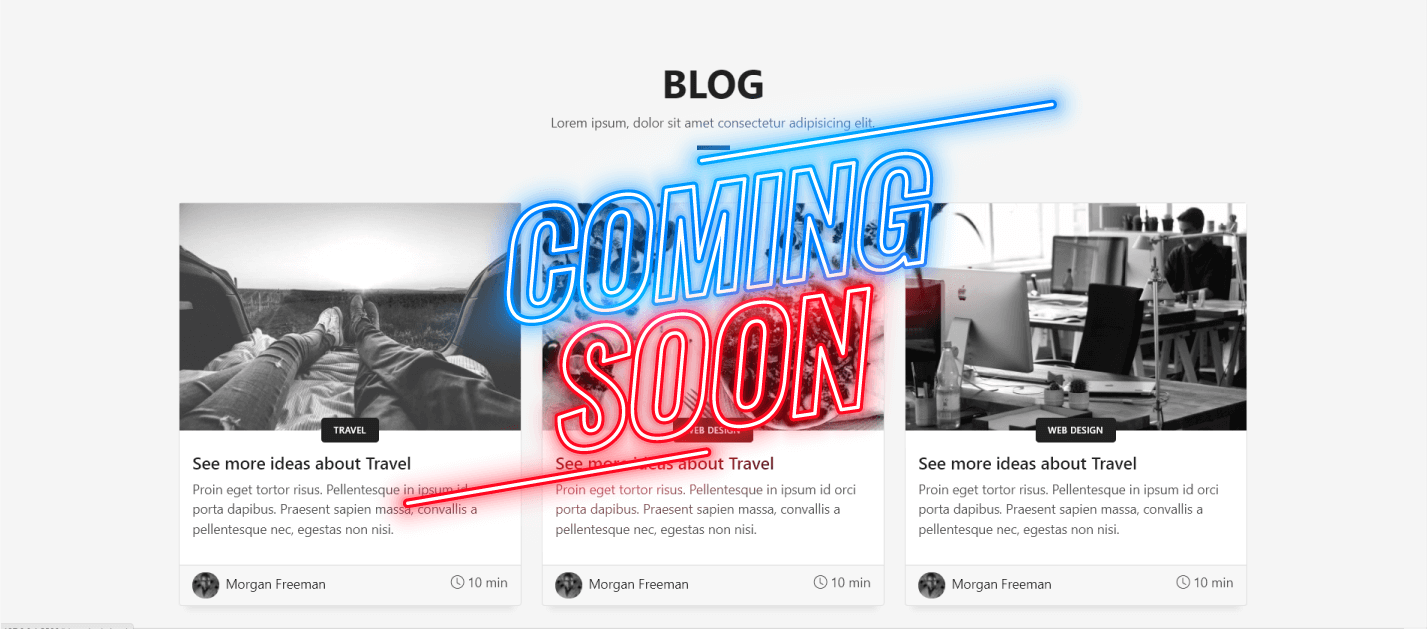 BLOG
Lorem ipsum, dolor sit amet consectetur adipisicing elit.
COMING
SOON
TRAVEL
See more ideas about Travel
Proin eget tortor risus. Pellentesque in ipsum id orci
porta dapibus. Praesent sapien massa, convallis a
pellentesque nec, egestas non nisi.
Morgan Freeman
10 min
WEB DESIGN
See more ideas about Travel
Proin eget tortor risus. Pellentesque in ipsum id orci
porta dapibus. Praesent sapien massa, convallis a
pellentesque nec, egestas non nisi.
Morgan Freeman
10 min
WEB DESIGN
See more ideas about Travel
Proin eget tortor risus. Pellentesque in ipsum id orci
porta dapibus. Praesent sapien massa, convallis a
pellentesque nec, egestas non nisi.
Morgan Freeman
10 min